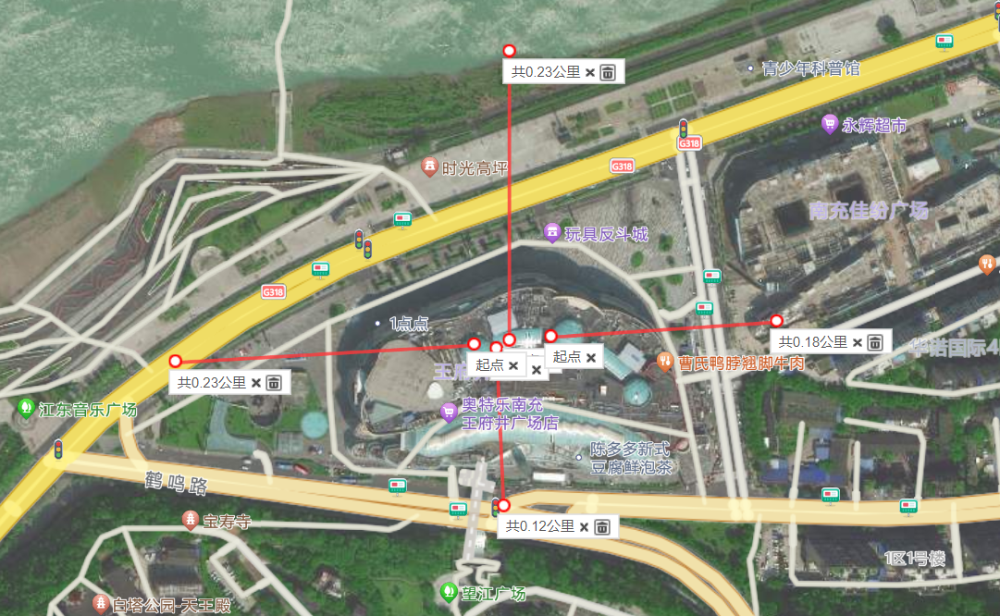 共0.23公里
青少年科普馆
永辉超市
G318
时光高坪
G318
南充佳纷广场
玩具反斗城
G318
1点点
共0.18公里
起点
华诺国际4
起点
曹氏鸭脖翘脚牛肉
共0.23公里
江东音乐广场
奥特乐南充
王府井广场店
陈多多新式
豆腐鲜泡茶
鹤鸣路
宝寿寺
共0.12公里
1区1号楼
望江广场
白塔公园-天王殿